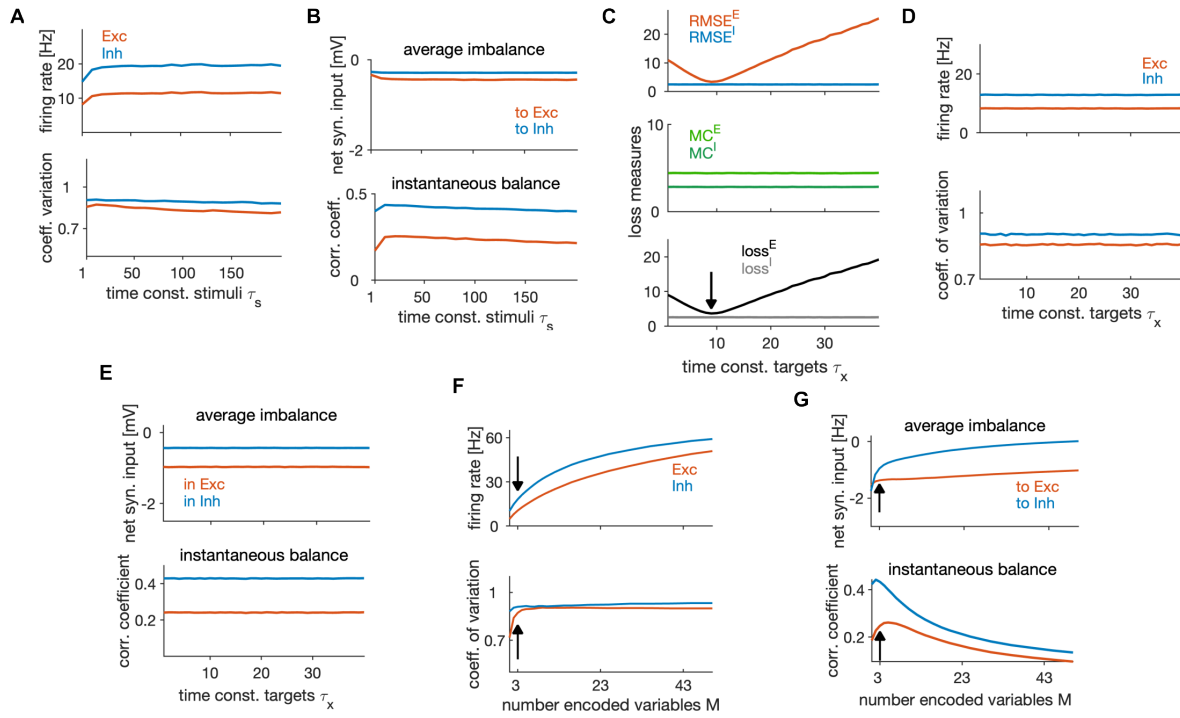 A
Exc
Inh
firing rate [Hz]
20
10
coeff. variation
1
0.7
1 50 100 150
time const. stimuli τs
B
average imbalance
net syn. input [mV]
0
-2
to Exc
to Inh
instantaneous balance
corr. coeff.
0.5
0
1 50 100 150
time const. stimuli τs
C
RMSE^E
RMSE^I
20
10
0
loss measures
10
5
0
MC^E
MC^I
20
10
0
loss^E
loss^I
10 20 30
time const. targets τx
D
Exc
Inh
firing rate [Hz]
20
0
coeff. of variation
1
0.7
10 20 30
time const. targets τx
E
average imbalance
net syn. input [mV]
0
-2
in Exc
in Inh
instantaneous balance
corr. coefficient
0.4
0.2
10 20 30
time const. targets τx
F
firing rate [Hz]
60
30
0
Exc
Inh
coeff. of variation
1
0.7
3 23 43
number encoded variables M
G
average imbalance
net syn. input [Hz]
0
-2
to Exc
to Inh
3 23 43
instantaneous balance
corr. coefficient
0.4
0.2
3 23 43
number encoded variables M